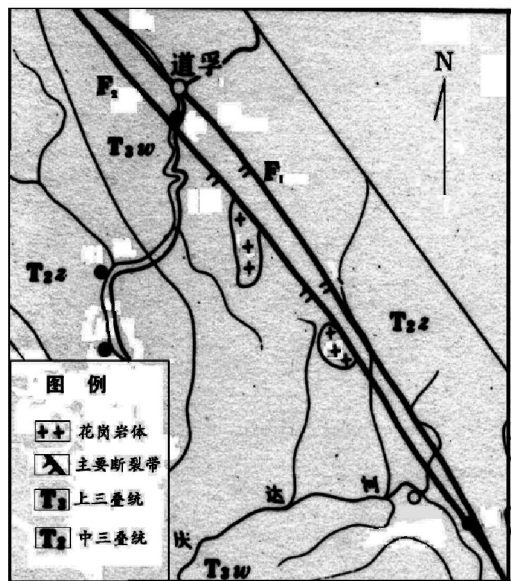 道孚
N
F₂
T₃w
F₁
T₂z
T₂z
图 例
花岗岩体
主要断裂带
T₃ 上三叠统
T₂ 中三叠统
庆 达
T₃w